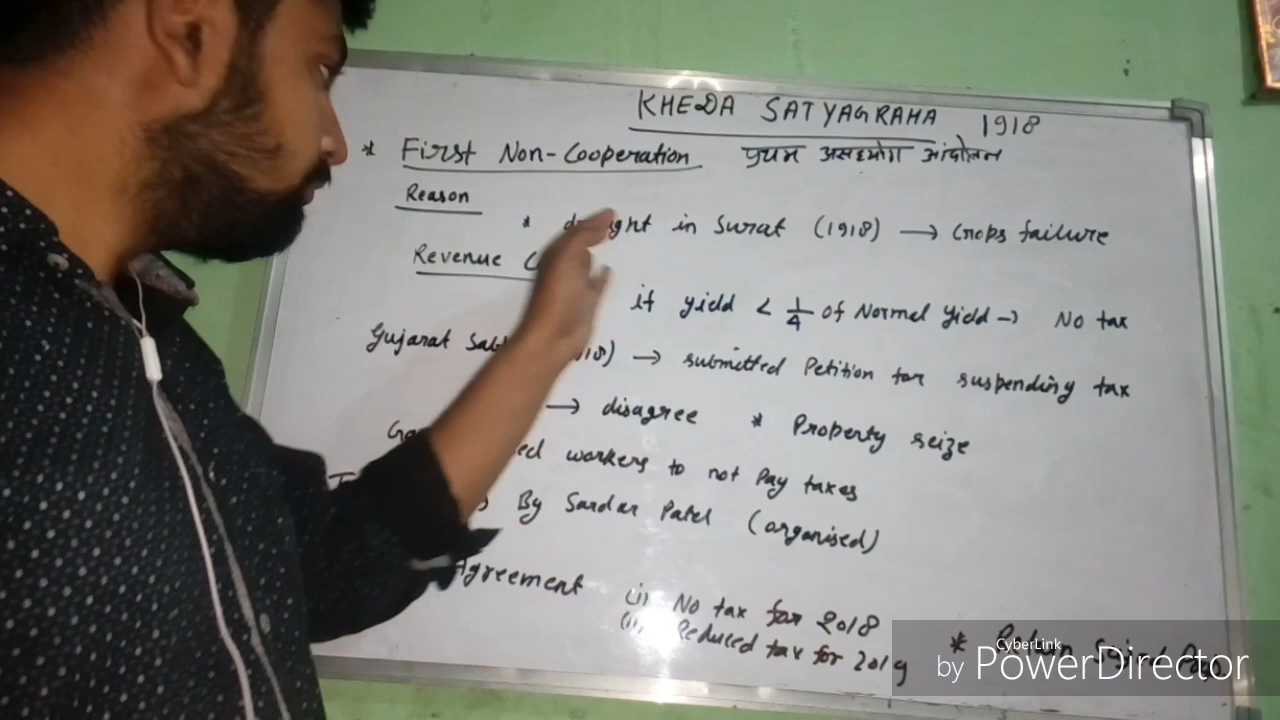 KHEDA SATYAGRAHA 1918
* First Non-Cooperation प्रथम असहयोग आंदोलन
Reason
* in Surat (1918) → Crops failure
Revenue
if yield < 1/4 of Normal yield → No tax
Gujarat → submitted Petition for suspending tax
→ disagree * Property seize
workers to not Pay taxes
By Sardar Patel (organised)
Agreement (i) No tax for 2018
(ii) Reduced tax for 2019 *
CyberLink
by PowerDirector